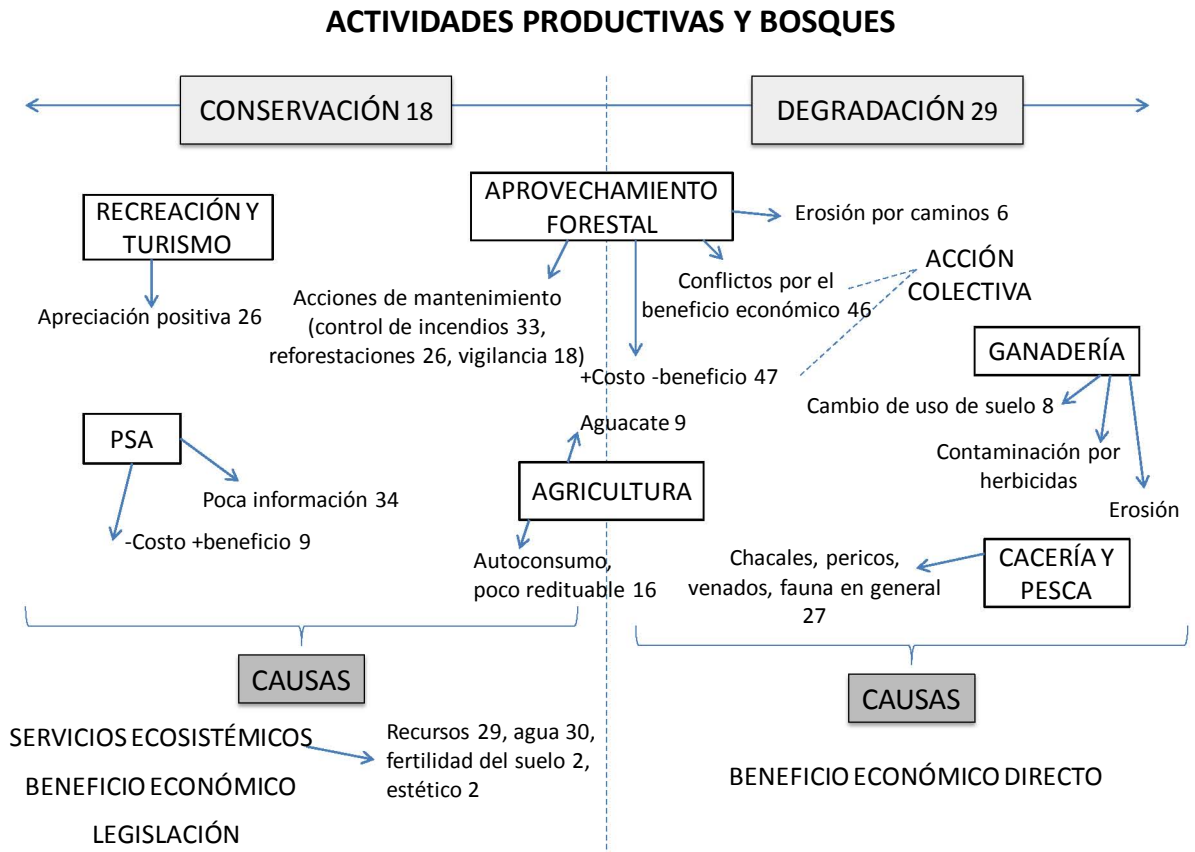 ACTIVIDADES PRODUCTIVAS Y BOSQUES
CONSERVACIÓN 18
DEGRADACIÓN 29
RECREACIÓN Y
TURISMO
Apreciación positiva 26
APROVECHAMIENTO
FORESTAL
Erosión por caminos 6
Acciones de mantenimiento
(control de incendios 33,
reforestaciones 26, vigilancia 18)
Conflictos por el
beneficio económico 46
ACCIÓN
COLECTIVA
+Costo -beneficio 47
GANADERÍA
Cambio de uso de suelo 8
Contaminación por
herbicidas
Erosión
PSA
Poca información 34
-Costo +beneficio 9
Aguacate 9
AGRICULTURA
Autoconsumo,
poco redituable 16
Chacales, pericos,
venados, fauna en general
27
CACERÍA Y
PESCA
CAUSAS
SERVICIOS ECOSISTÉMICOS
Recursos 29, agua 30,
fertilidad del suelo 2,
estético 2
BENEFICIO ECONÓMICO
LEGISLACIÓN
CAUSAS
BENEFICIO ECONÓMICO DIRECTO